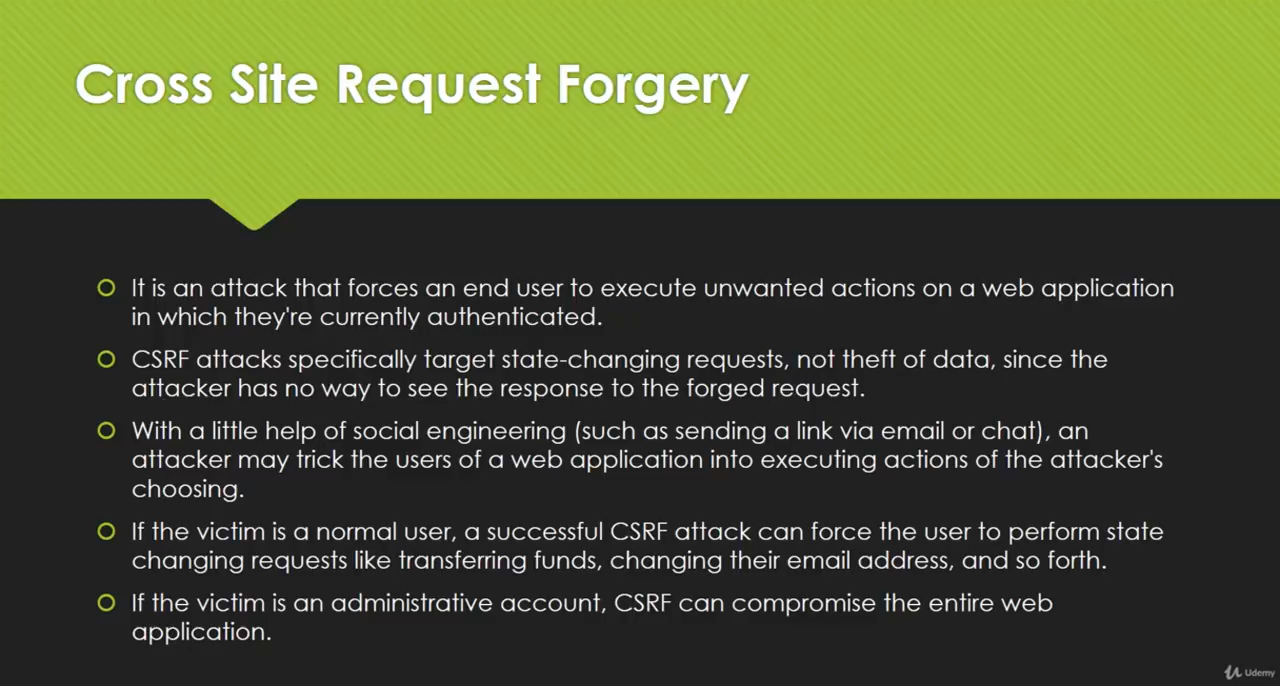 Cross Site Request Forgery
It is an attack that forces an end user to execute unwanted actions on a web application
in which they're currently authenticated.
CSRF attacks specifically target state-changing requests, not theft of data, since the
attacker has no way to see the response to the forged request.
With a little help of social engineering (such as sending a link via email or chat), an
attacker may trick the users of a web application into executing actions of the attacker's
choosing.
If the victim is a normal user, a successful CSRF attack can force the user to perform state
changing requests like transferring funds, changing their email address, and so forth.
If the victim is an administrative account, CSRF can compromise the entire web
application.
Udemy